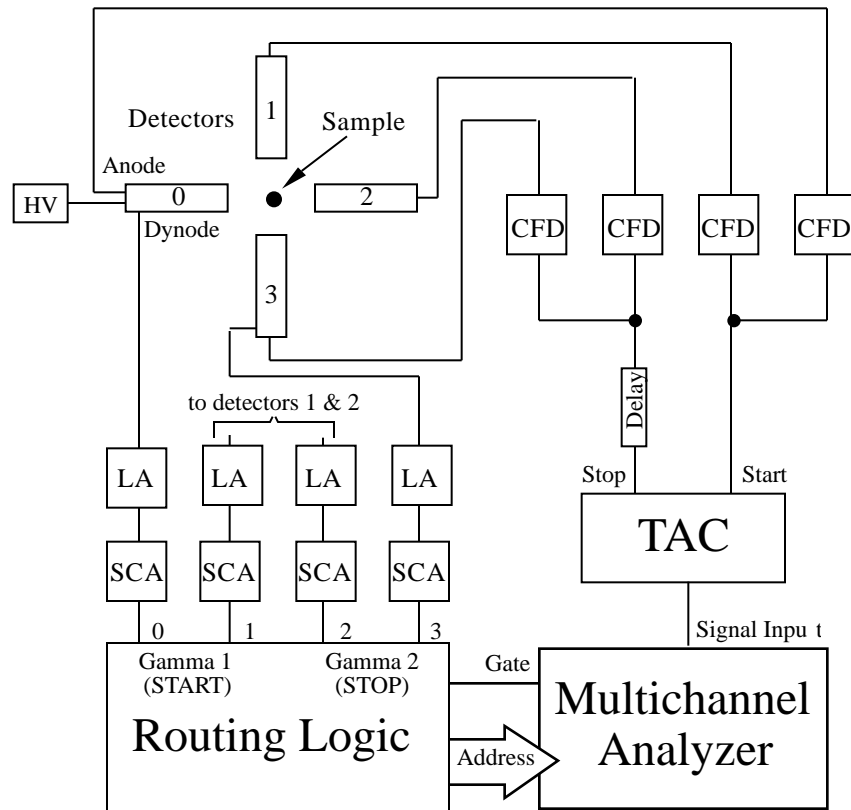 1
Detectors
Sample
Anode
HV
0
2
Dynode
CFD
CFD
CFD
CFD
3
to detectors 1 & 2
Delay
LA
LA
LA
LA
Stop
Start
TAC
SCA
SCA
SCA
SCA
0
1
2
3
Signal Inpu t
Gamma 1
(START)
Gamma 2
(STOP)
Gate
Routing Logic
Address
Multichannel
Analyzer